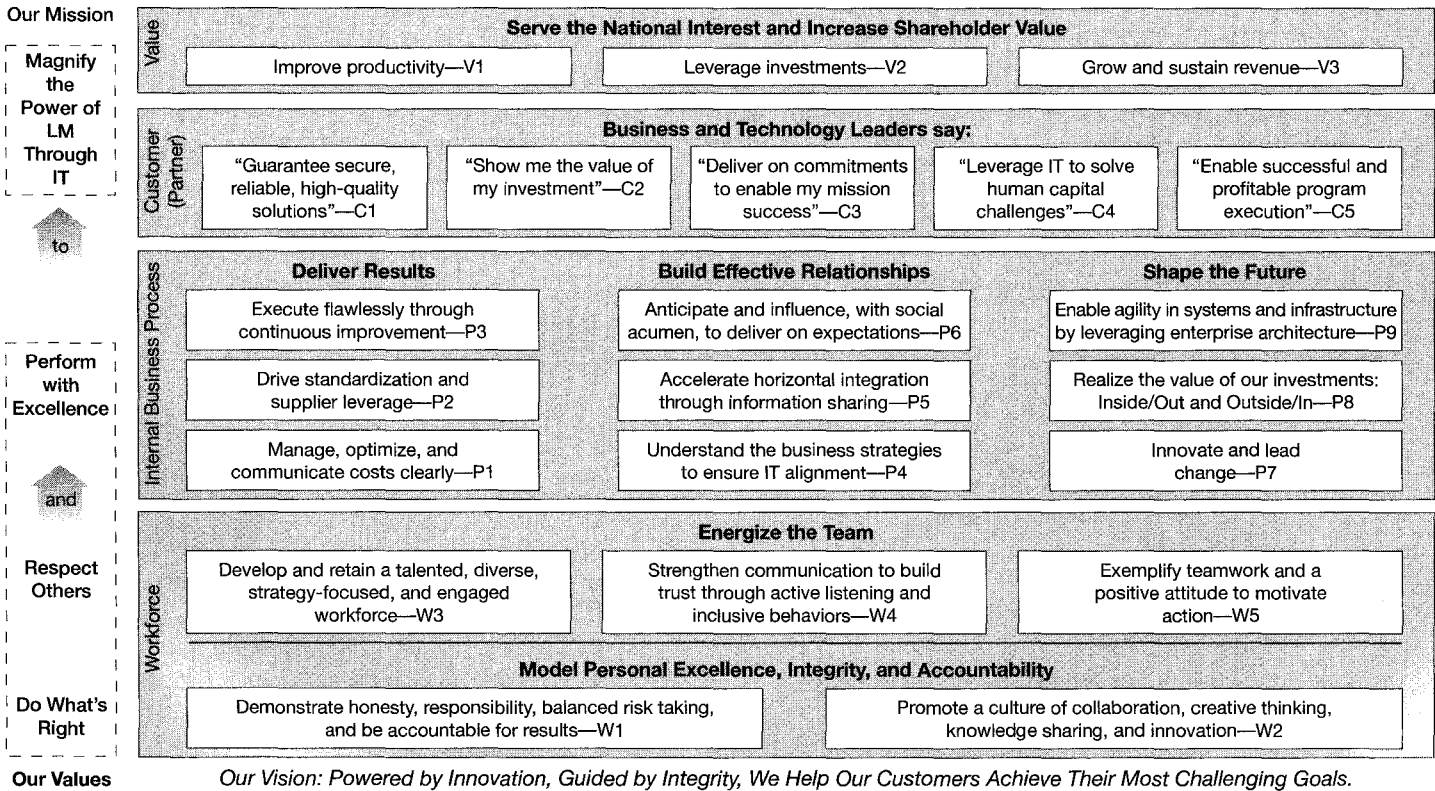 Our Mission
Magnify
the
Power of
LM
Through
IT
to
Perform
with
Excellence
and
Respect
Others
Do What's
Right
Our Values
Value
Serve the National Interest and Increase Shareholder Value
Improve productivity—V1
Leverage investments—V2
Grow and sustain revenue—V3
Customer
(Partner)
Business and Technology Leaders say:
“Guarantee secure,
reliable, high-quality
solutions”—C1
“Show me the value of
my investment”—C2
“Deliver on commitments
to enable my mission
success”—C3
“Leverage IT to solve
human capital
challenges”—C4
“Enable successful and
profitable program
execution”—C5
Internal Business Process
Deliver Results
Execute flawlessly through
continuous improvement—P3
Drive standardization and
supplier leverage—P2
Manage, optimize, and
communicate costs clearly—P1
Build Effective Relationships
Anticipate and influence, with social
acumen, to deliver on expectations—P6
Accelerate horizontal integration
through information sharing—P5
Understand the business strategies
to ensure IT alignment—P4
Shape the Future
Enable agility in systems and infrastructure
by leveraging enterprise architecture—P9
Realize the value of our investments:
Inside/Out and Outside/In—P8
Innovate and lead
change—P7
Workforce
Energize the Team
Develop and retain a talented, diverse,
strategy-focused, and engaged
workforce—W3
Strengthen communication to build
trust through active listening and
inclusive behaviors—W4
Exemplify teamwork and a
positive attitude to motivate
action—W5
Model Personal Excellence, Integrity, and Accountability
Demonstrate honesty, responsibility, balanced risk taking,
and be accountable for results—W1
Promote a culture of collaboration, creative thinking,
knowledge sharing, and innovation—W2
Our Vision: Powered by Innovation, Guided by Integrity, We Help Our Customers Achieve Their Most Challenging Goals.